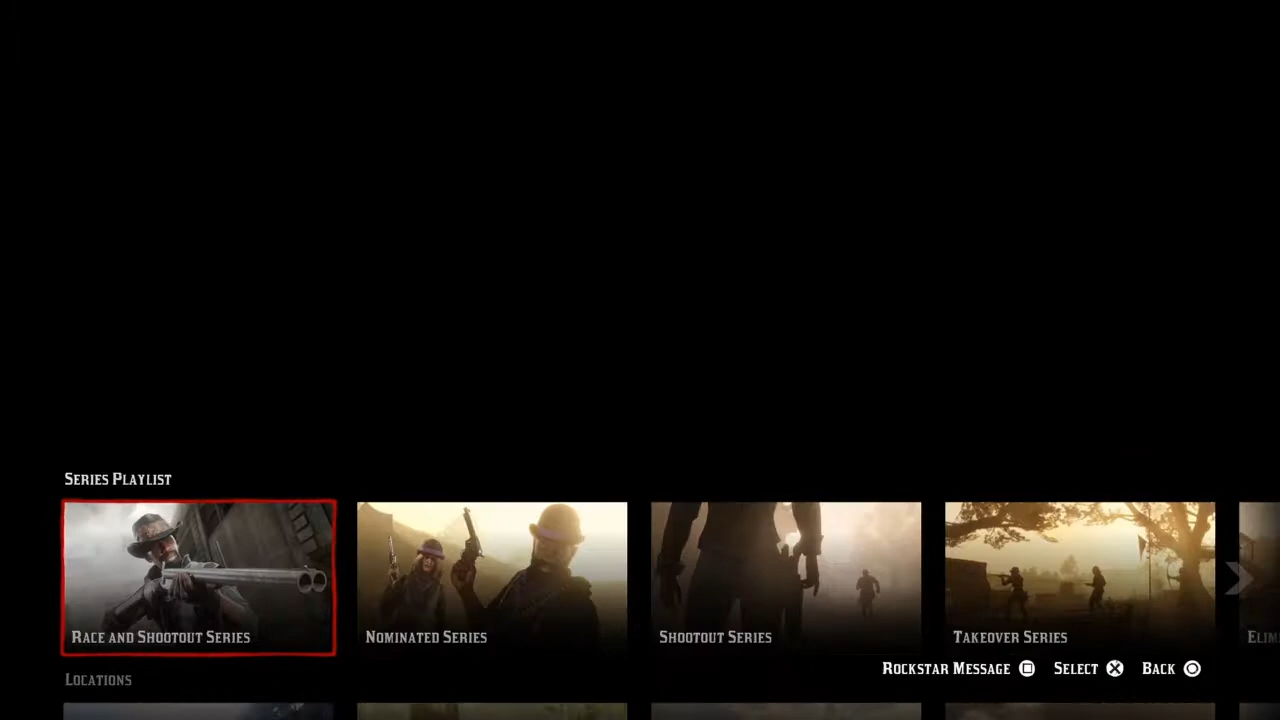 SERIES PLAYLIST
RACE AND SHOOTOUT SERIES
NOMINATED SERIES
SHOOTOUT SERIES
TAKEOVER SERIES
ROCKSTAR MESSAGE
SELECT
BACK
LOCATIONS